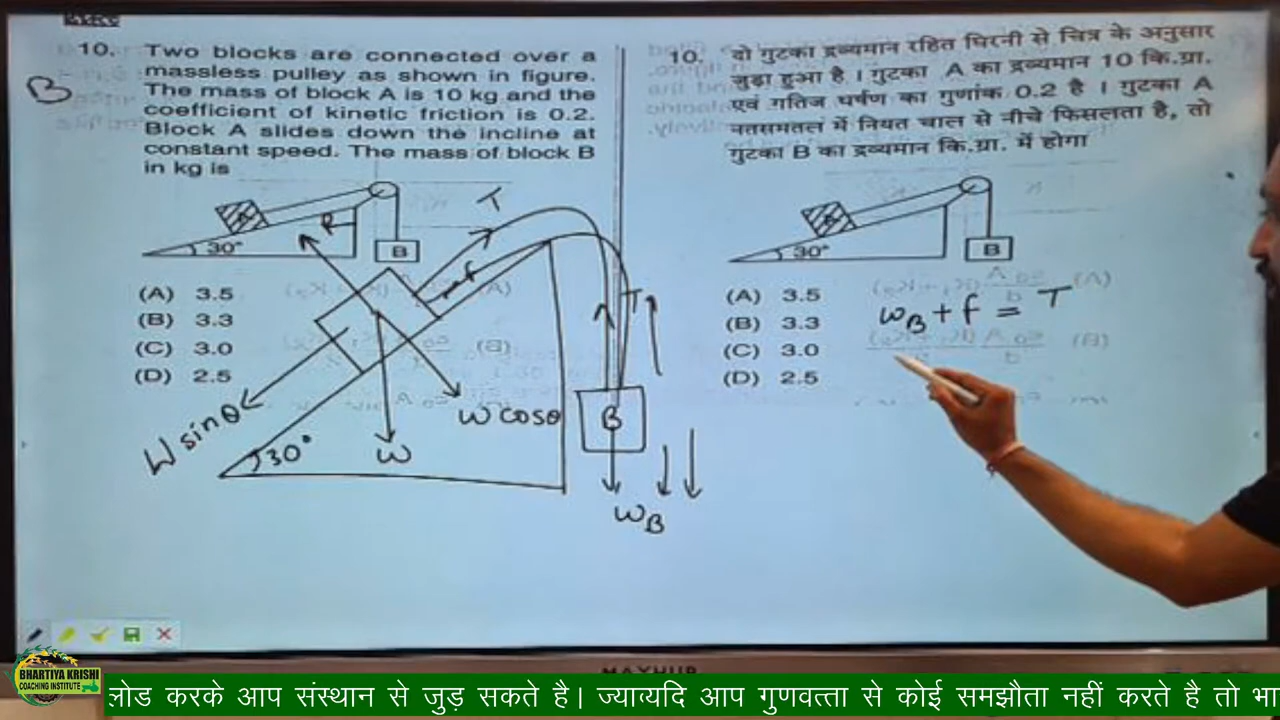 10. Two blocks are connected over a
massless pulley as shown in figure.
The mass of block A is 10 kg and the
coefficient of kinetic friction is 0.2.
Block A slides down the incline at
constant speed. The mass of block B
in kg is
B
A
R
30°
B
(A) 3.5
(B) 3.3
(C) 3.0
(D) 2.5
T
f
T
W sinθ
W cosθ
W
30°
B
WB
10. दो गुटका द्रव्यमान रहित घिरनी से चित्र के अनुसार
जुड़ा हुआ है । गुटका A का द्रव्यमान 10 कि.ग्रा.
एवं गतिज घर्षण का गुणांक 0.2 है । गुटका A
नतसमतल में नियत चाल से नीचे फिसलता है, तो
गुटका B का द्रव्यमान कि.ग्रा. में होगा
A
30°
B
(A) 3.5
(B) 3.3
(C) 3.0
(D) 2.5
WB + f = T
BHARTIYA KRISHI
COACHING INSTITUTE
लोड करके आप संस्थान से जुड़ सकते है। ज्याव्यदि आप गुणवत्ता से कोई समझौता नहीं करते है तो भा